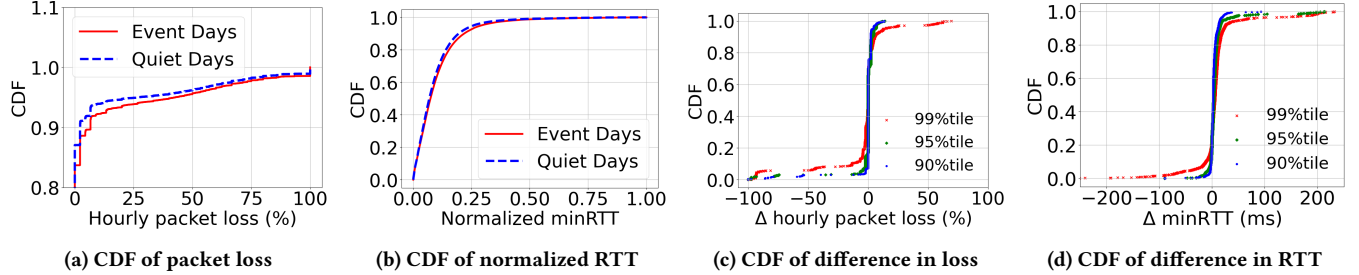 1.1
1.0
0.9
0.8
CDF
Event Days
Quiet Days
0 25 50 75 100
Hourly packet loss (%)
(a) CDF of packet loss
1.0
0.8
0.6
0.4
0.2
0.0
CDF
Event Days
Quiet Days
0.00 0.25 0.50 0.75 1.00
Normalized minRTT
(b) CDF of normalized RTT
1.0
0.8
0.6
0.4
0.2
0.0
CDF
99%tile
95%tile
90%tile
−100 −50 0 50 100
Δ hourly packet loss (%)
(c) CDF of difference in loss
1.0
0.8
0.6
0.4
0.2
0.0
CDF
99%tile
95%tile
90%tile
−200 −100 0 100 200
Δ minRTT (ms)
(d) CDF of difference in RTT